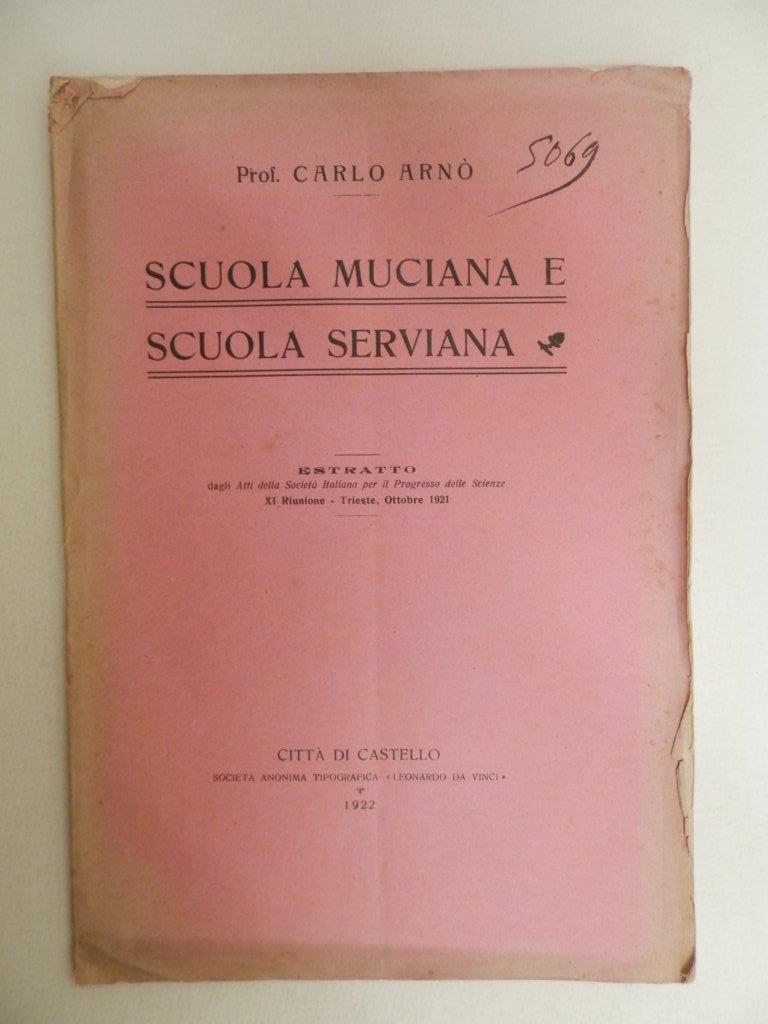 5069
Prof. CARLO ARNÒ
SCUOLA MUCIANA E
SCUOLA SERVIANA
ESTRATTO
dagli Atti della Società Italiana per il Progresso delle Scienze
XI Riunione - Trieste, Ottobre 1921
CITTÀ DI CASTELLO
SOCIETÀ ANONIMA TIPOGRAFICA «LEONARDO DA VINCI»
1922